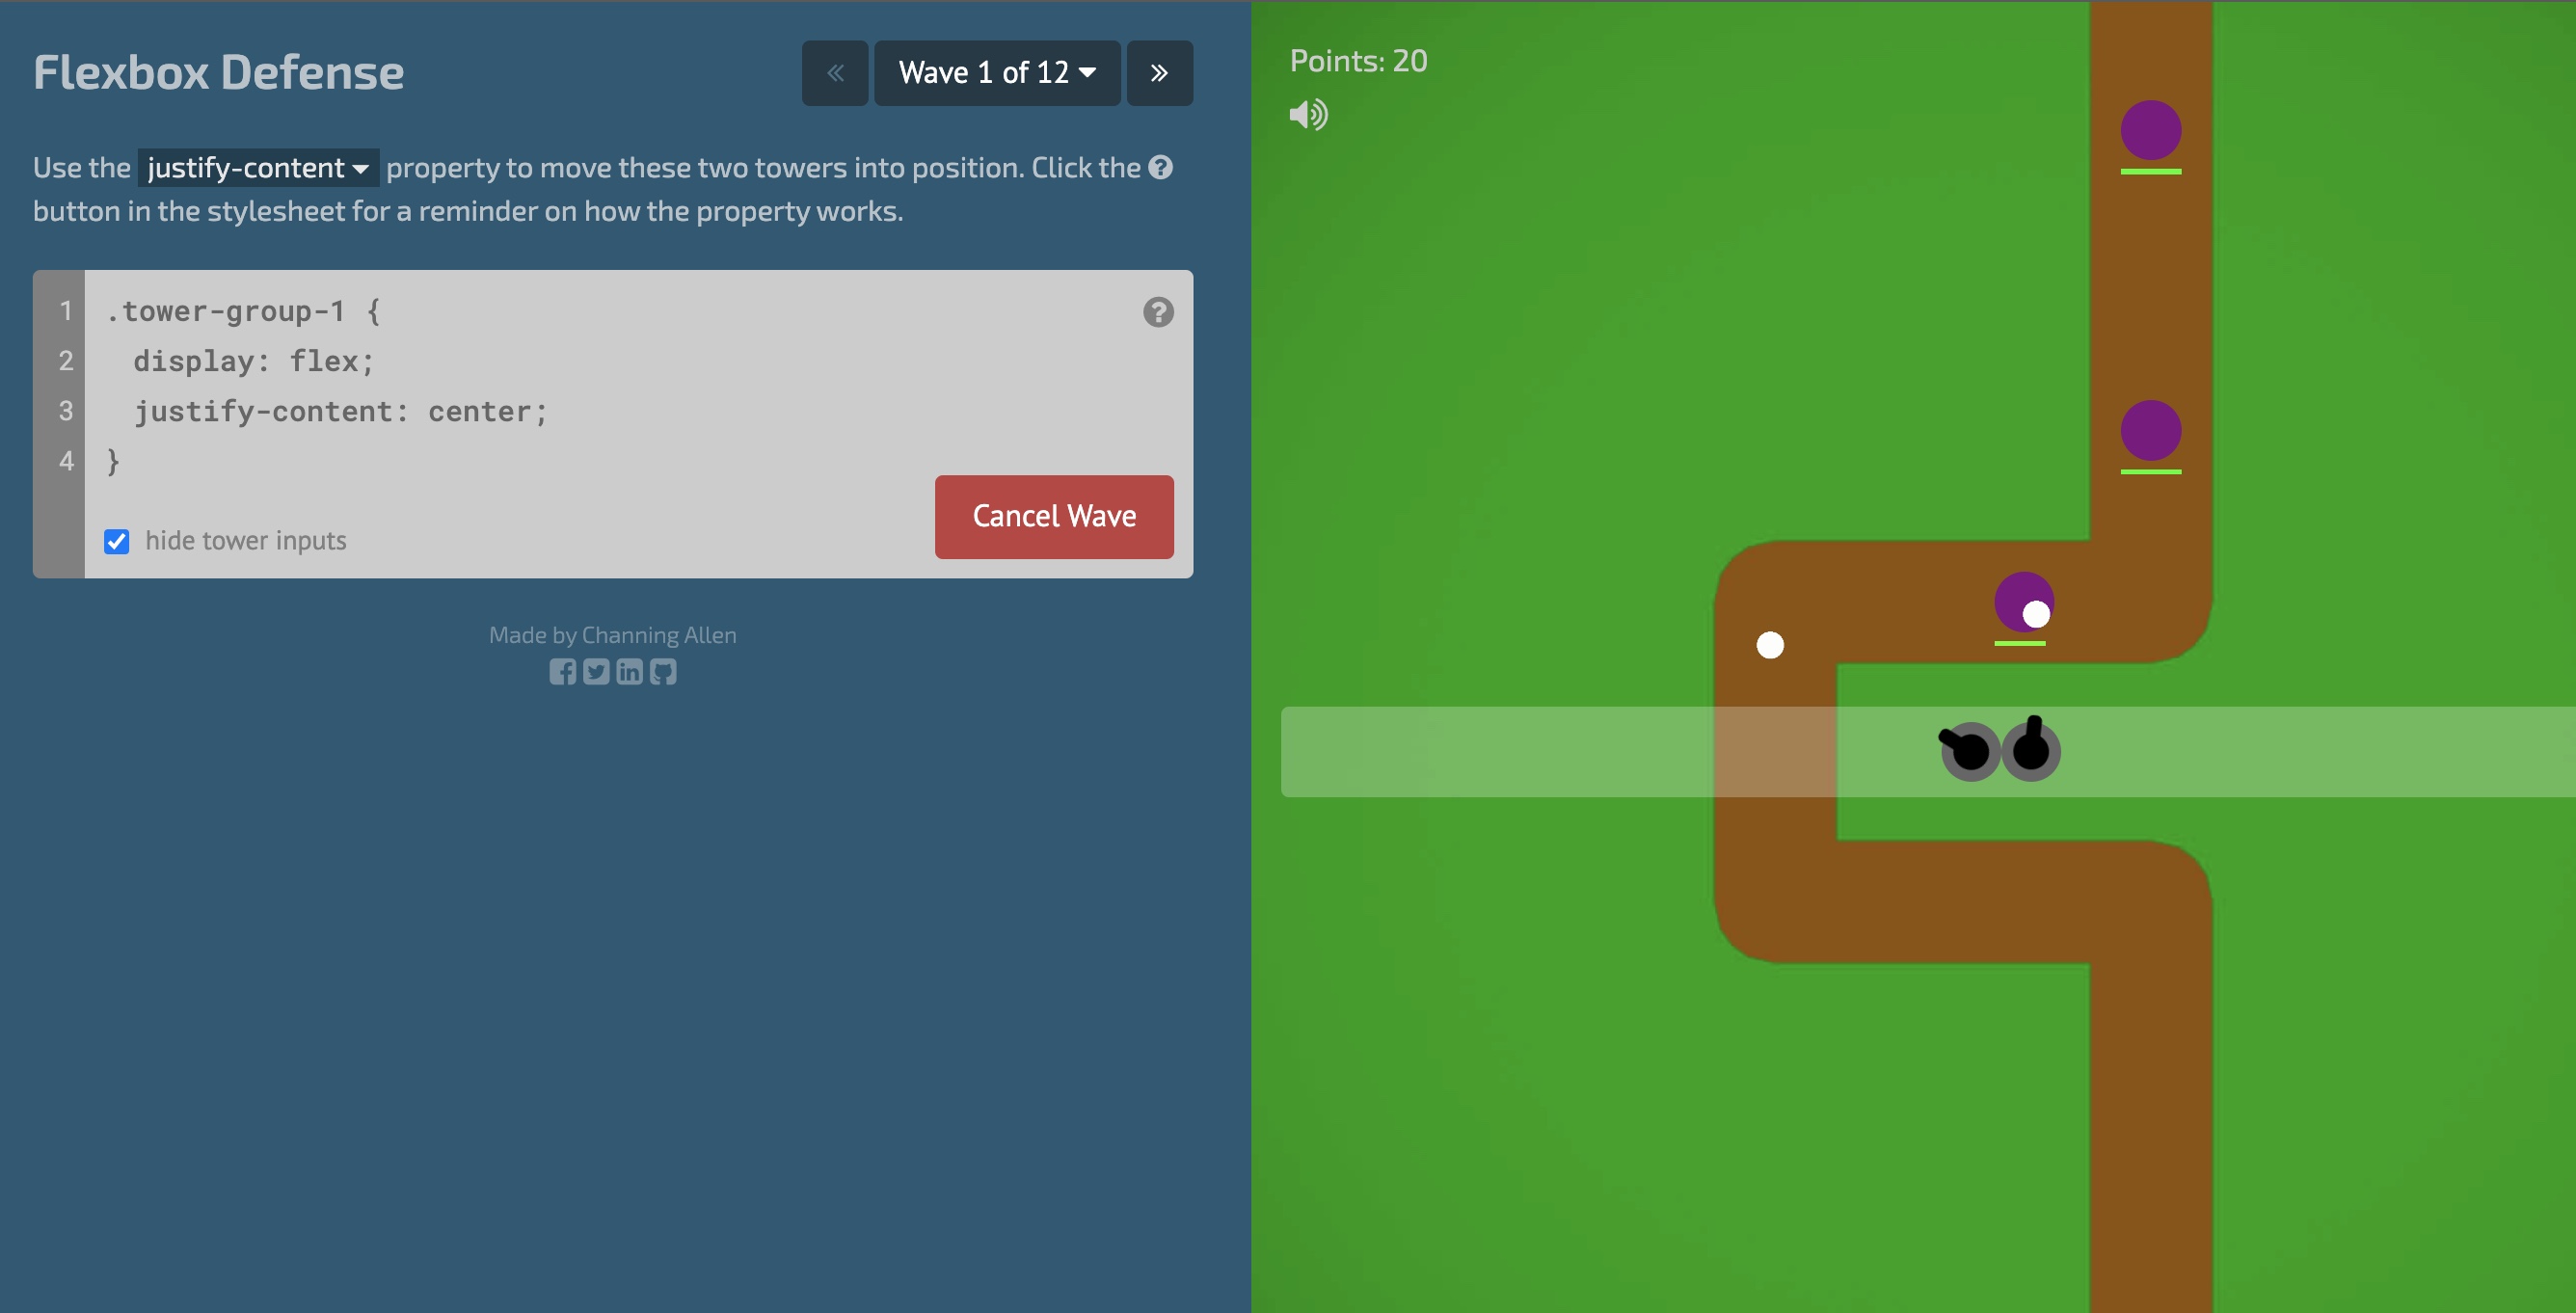 Flexbox Defense
«
Wave 1 of 12
»
Use the justify-content property to move these two towers into position. Click the ?
button in the stylesheet for a reminder on how the property works.
1 .tower-group-1 {
?
2 display: flex;
3 justify-content: center;
4 }
Cancel Wave
hide tower inputs
Made by Channing Allen
Points: 20